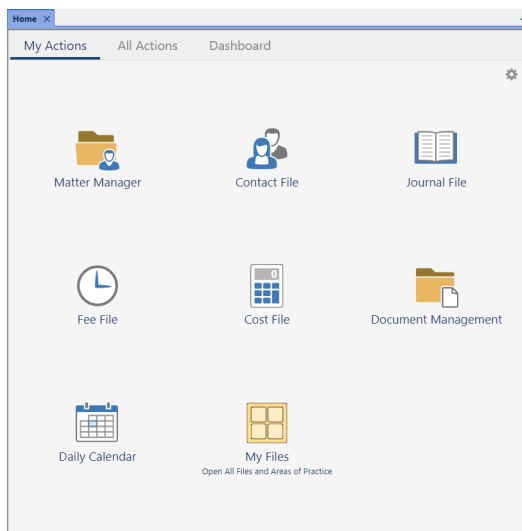 Home
My Actions All Actions Dashboard
Matter Manager Contact File Journal File
0
Fee File Cost File Document Management
Daily Calendar My Files
Open All Files and Areas of Practice